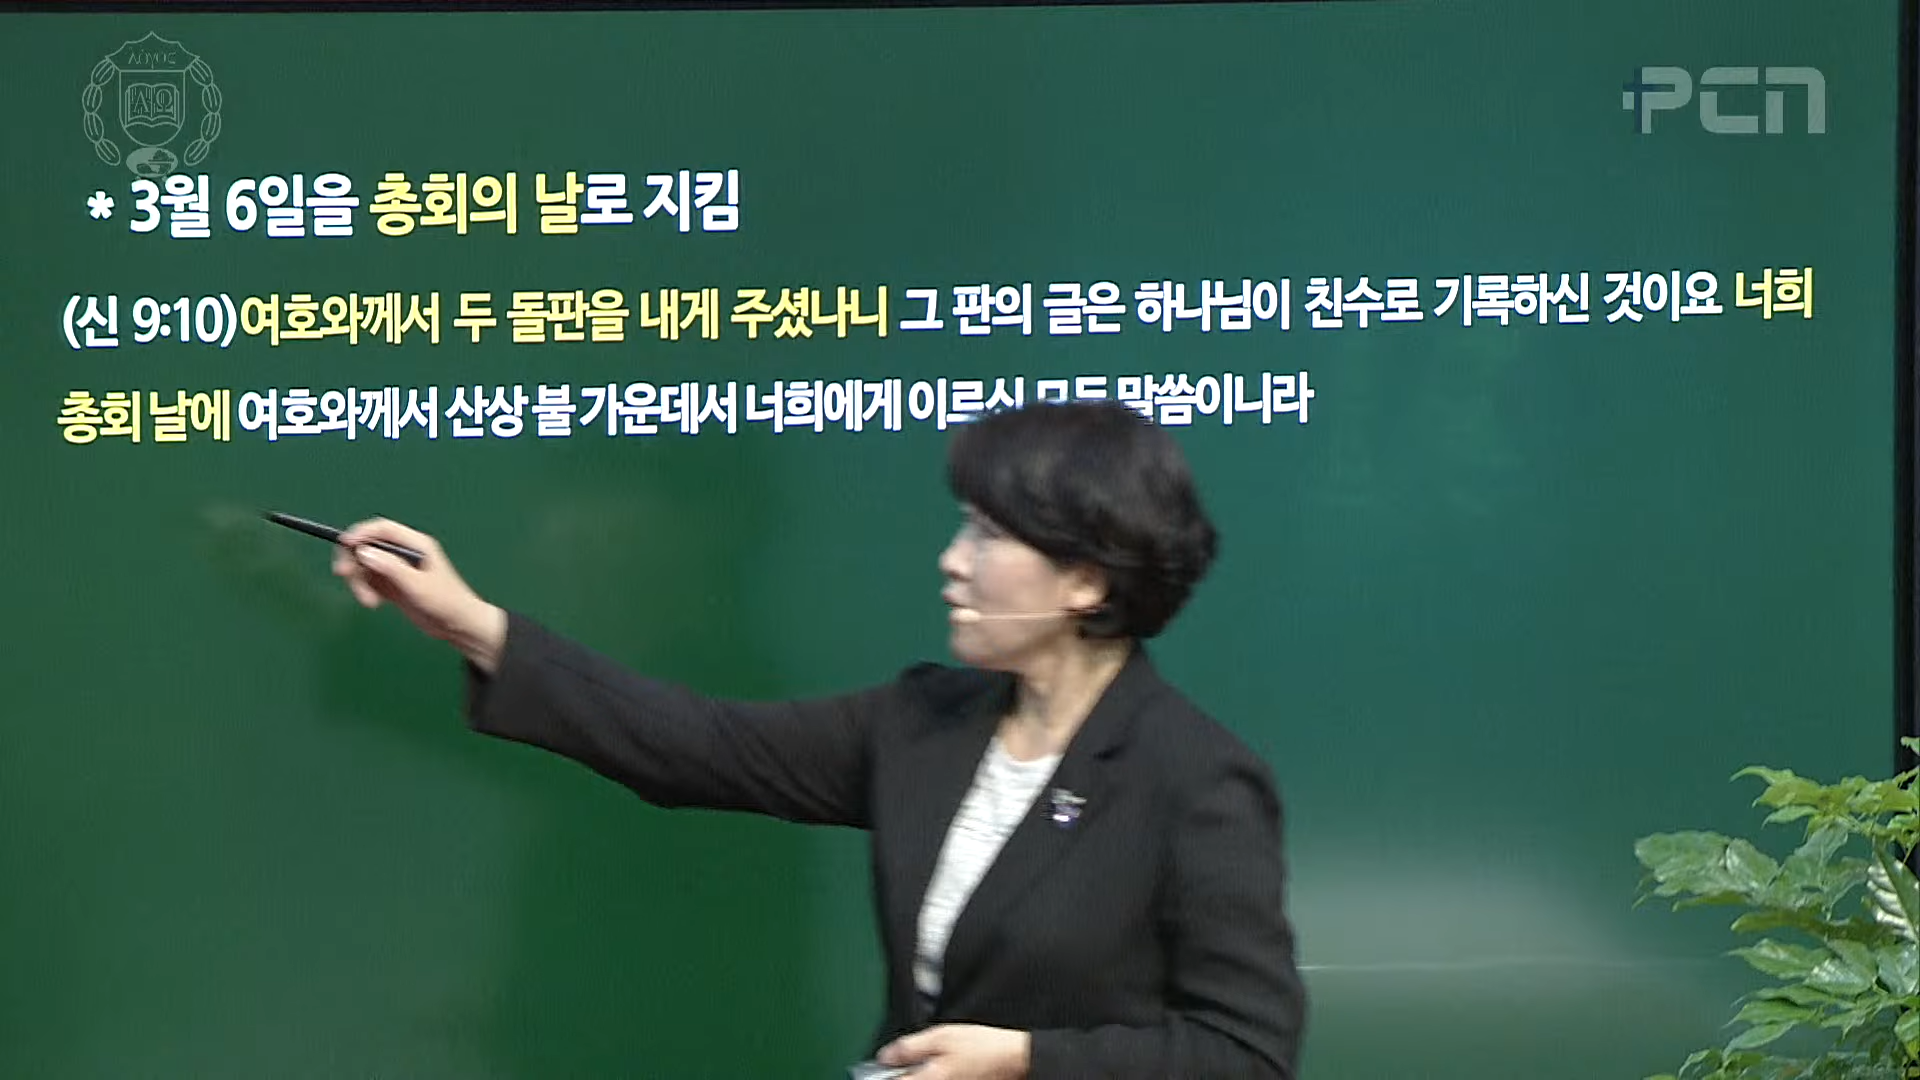 λόγος
PCN
ΑΩ
* 3월 6일을 총회의 날로 지킴
(신 9:10)여호와께서 두 돌판을 내게 주셨나니 그 판의 글은 하나님이 친수로 기록하신 것이요 너희
총회 날에 여호와께서 산상 불 가운데서 너희에게 이르신 모든 말씀이니라